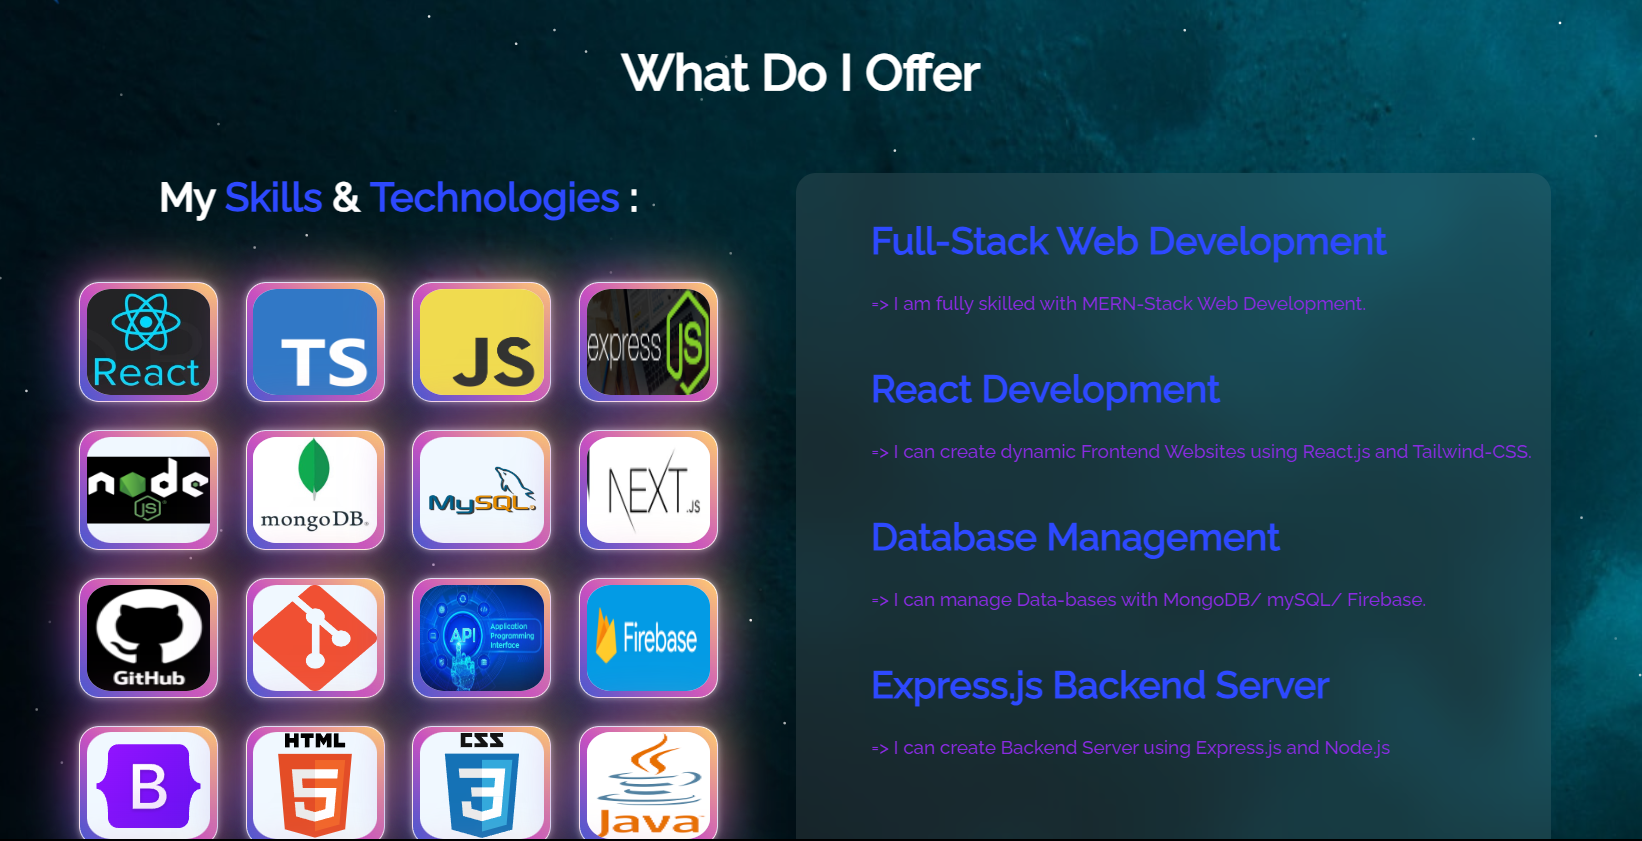 What Do I Offer
My Skills & Technologies :
React
TS
JS
express JS
node
JS
mongoDB®
MySQL
NEXT.JS
GitHub
API
Application
Programming
Interface
Firebase
B
HTML
5
CSS
3
Java
Full-Stack Web Development
=> I am fully skilled with MERN-Stack Web Development.
React Development
=> I can create dynamic Frontend Websites using React.js and Tailwind-CSS.
Database Management
=> I can manage Data-bases with MongoDB/ mySQL/ Firebase.
Express.js Backend Server
=> I can create Backend Server using Express.js and Node.js